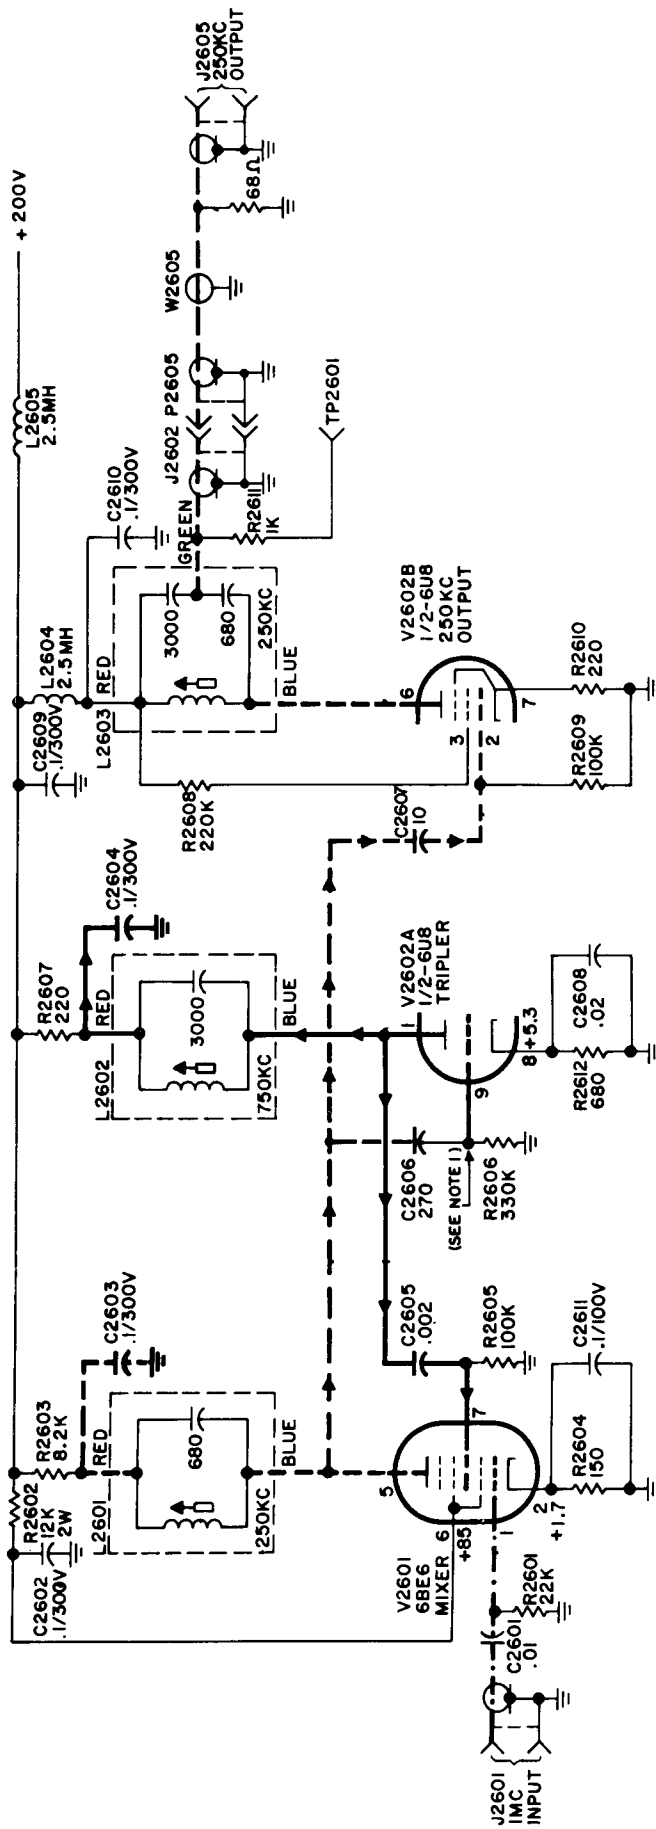 + 200V
L2605
2.5MH
J2605
250KC
OUTPUT
68Ω
W2605
J2602 P2605
TP2601
C2610
.1/300V
GREEN
R2611
1K
L2604
2.5MH
C2609
.1/300V
RED
L2603
3000
680
250KC
BLUE
R2608
220K
V2602B
1/2-6U8
250KC
OUTPUT
6
3
2
7
R2610
220
R2609
100K
C2607
10
C2604
.1/300V
R2607
220
RED
L2602
3000
750KC
BLUE
V2602A
1/2-6U8
TRIPLER
1
9
8
+5.3
C2608
.02
R2612
680
C2606
270
(SEE NOTE 1)
R2606
330K
C2603
.1/300V
R2603
8.2K
RED
R2602
12K
2W
L2601
C2602
.1/300V
680
250KC
BLUE
C2605
.002
R2605
100K
7
5
V2601
6BE6
MIXER
6
+85
1
2
+1.7
C2611
.1/100V
R2604
150
R2601
22K
C2601
.01
J2601
1MC
INPUT